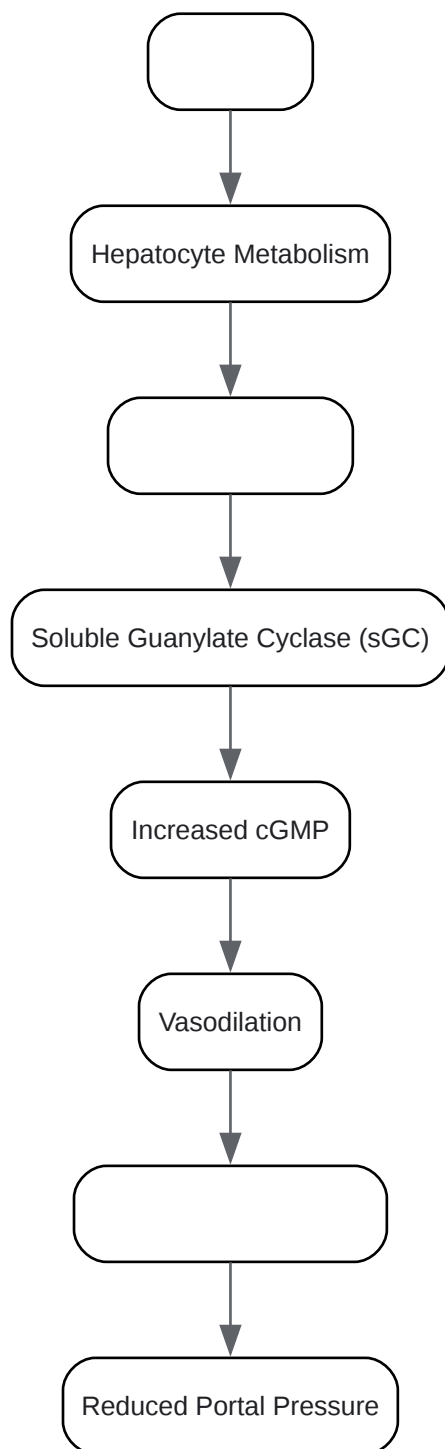 Hepatocyte Metabolism
Soluble Guanylate Cyclase (sGC)
Increased cGMP
Vasodilation
Reduced Portal Pressure